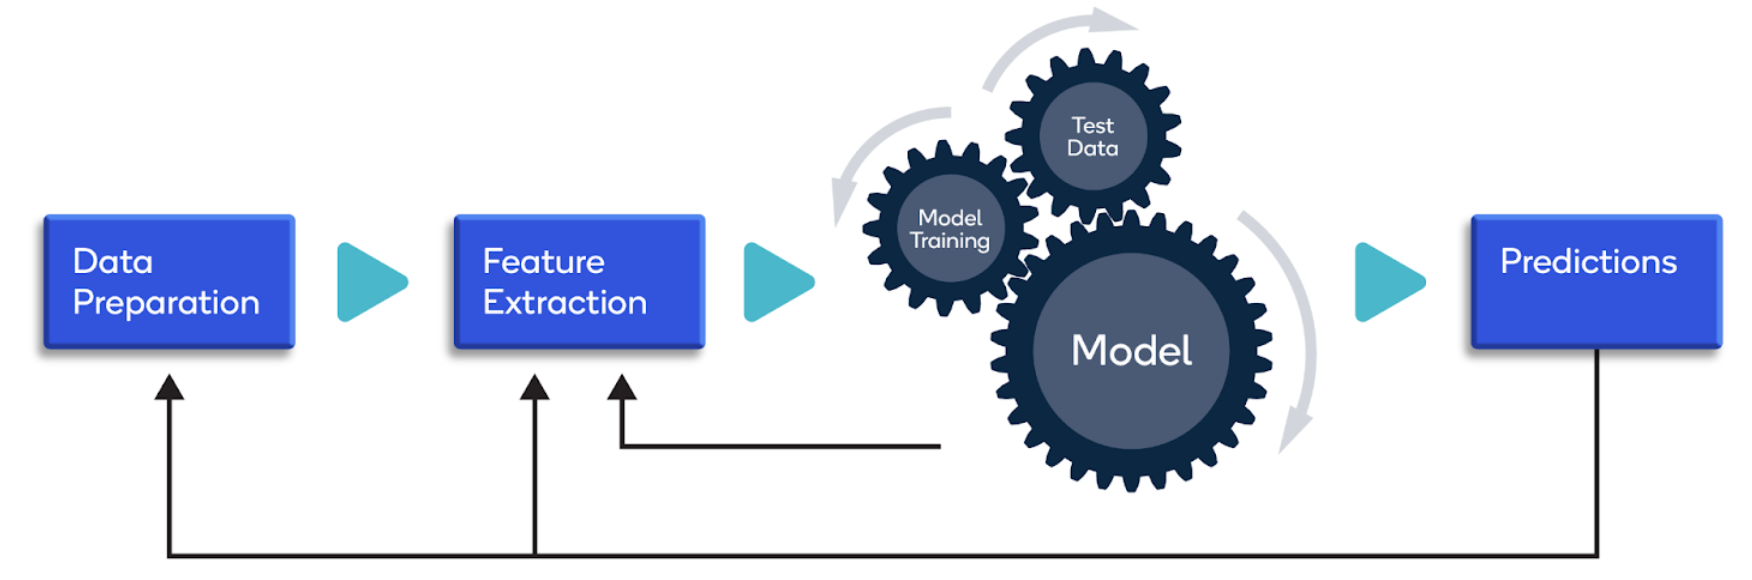 Data
Preparation
Feature
Extraction
Model
Training
Test
Data
Model
Predictions